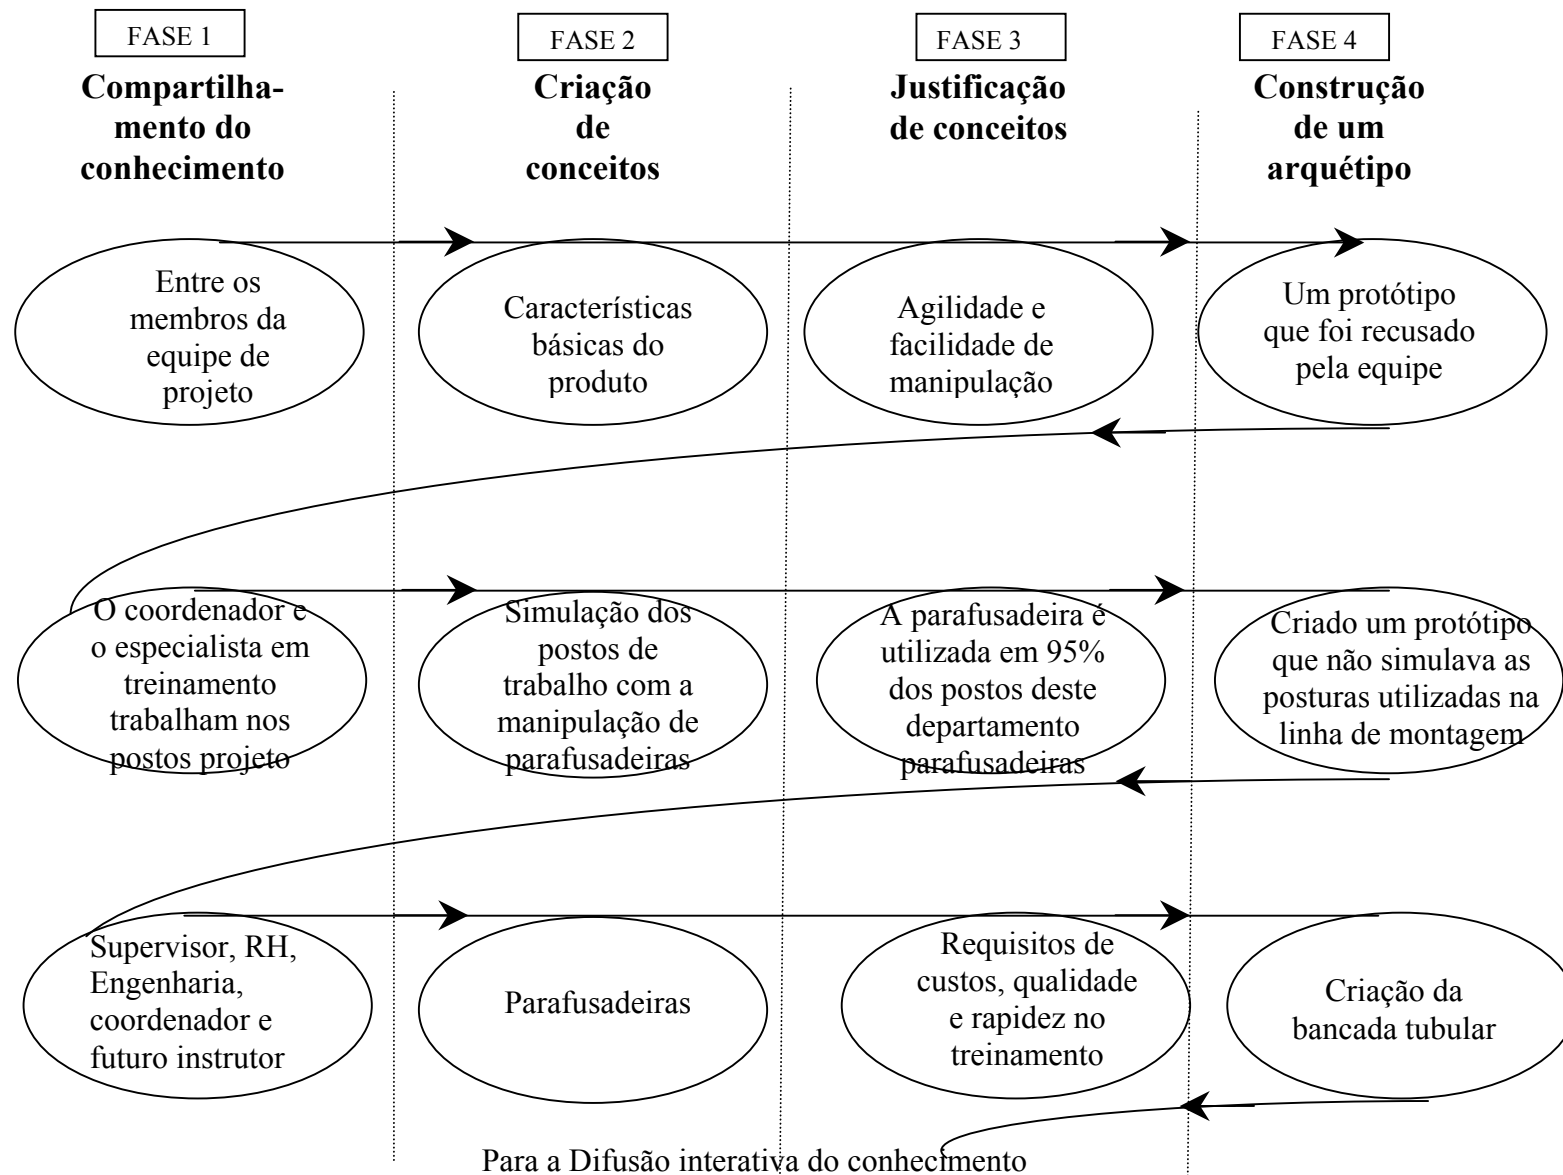 FASE 1
FASE 2
FASE 3
FASE 4
Compartilha-
mento do
conhecimento
Criação
de
conceitos
Justificação
de conceitos
Construção
de um
arquétipo
Entre os
membros da
equipe de
projeto
Características
básicas do
produto
Agilidade e
facilidade de
manipulação
Um protótipo
que foi recusado
pela equipe
O coordenador e
o especialista em
treinamento
trabalham nos
postos projeto
Simulação dos
postos de
trabalho com a
manipulação de
parafusadeiras
A parafusadeira é
utilizada em 95%
dos postos deste
departamento
parafusadeiras
Criado um protótipo
que não simulava as
posturas utilizadas na
linha de montagem
Supervisor, RH,
Engenharia,
coordenador e
futuro instrutor
Parafusadeiras
Requisitos de
custos, qualidade
e rapidez no
treinamento
Criação da
bancada tubular
Para a Difusão interativa do conhecimento